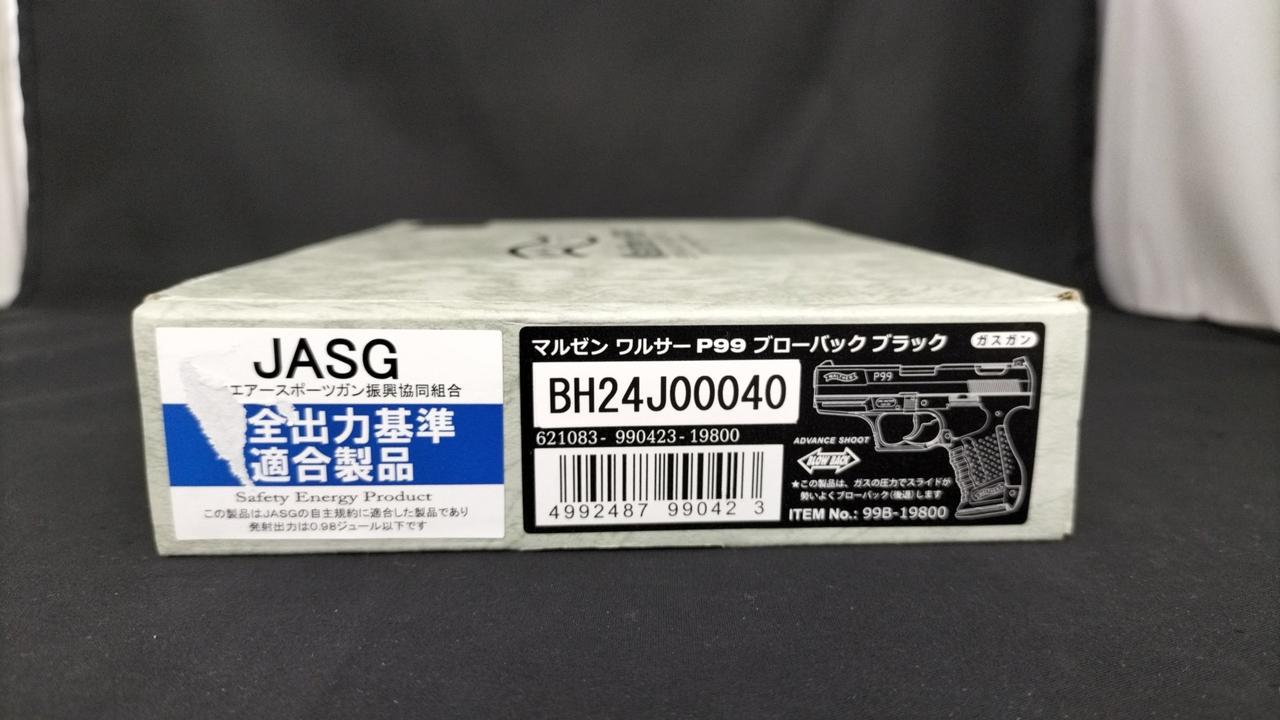 JASG
エアースポーツガン振興協同組合
全出力基準
適合製品
Safety Energy Product
この製品はJASGの自主規約に適合した製品であり
発射出力は0.98ジュール以下です
マルゼン ワルサー P99 ブローバック ブラック
ガスガン
BH24J00040
621083- 990423-19800
4992487 99042 3
WALTHER P99
ADVANCE SHOOT
BLOW BACK
★この製品は、ガスの圧力でスライドが
勢いよくブローバック(後退)します
ITEM No.: 99B-19800